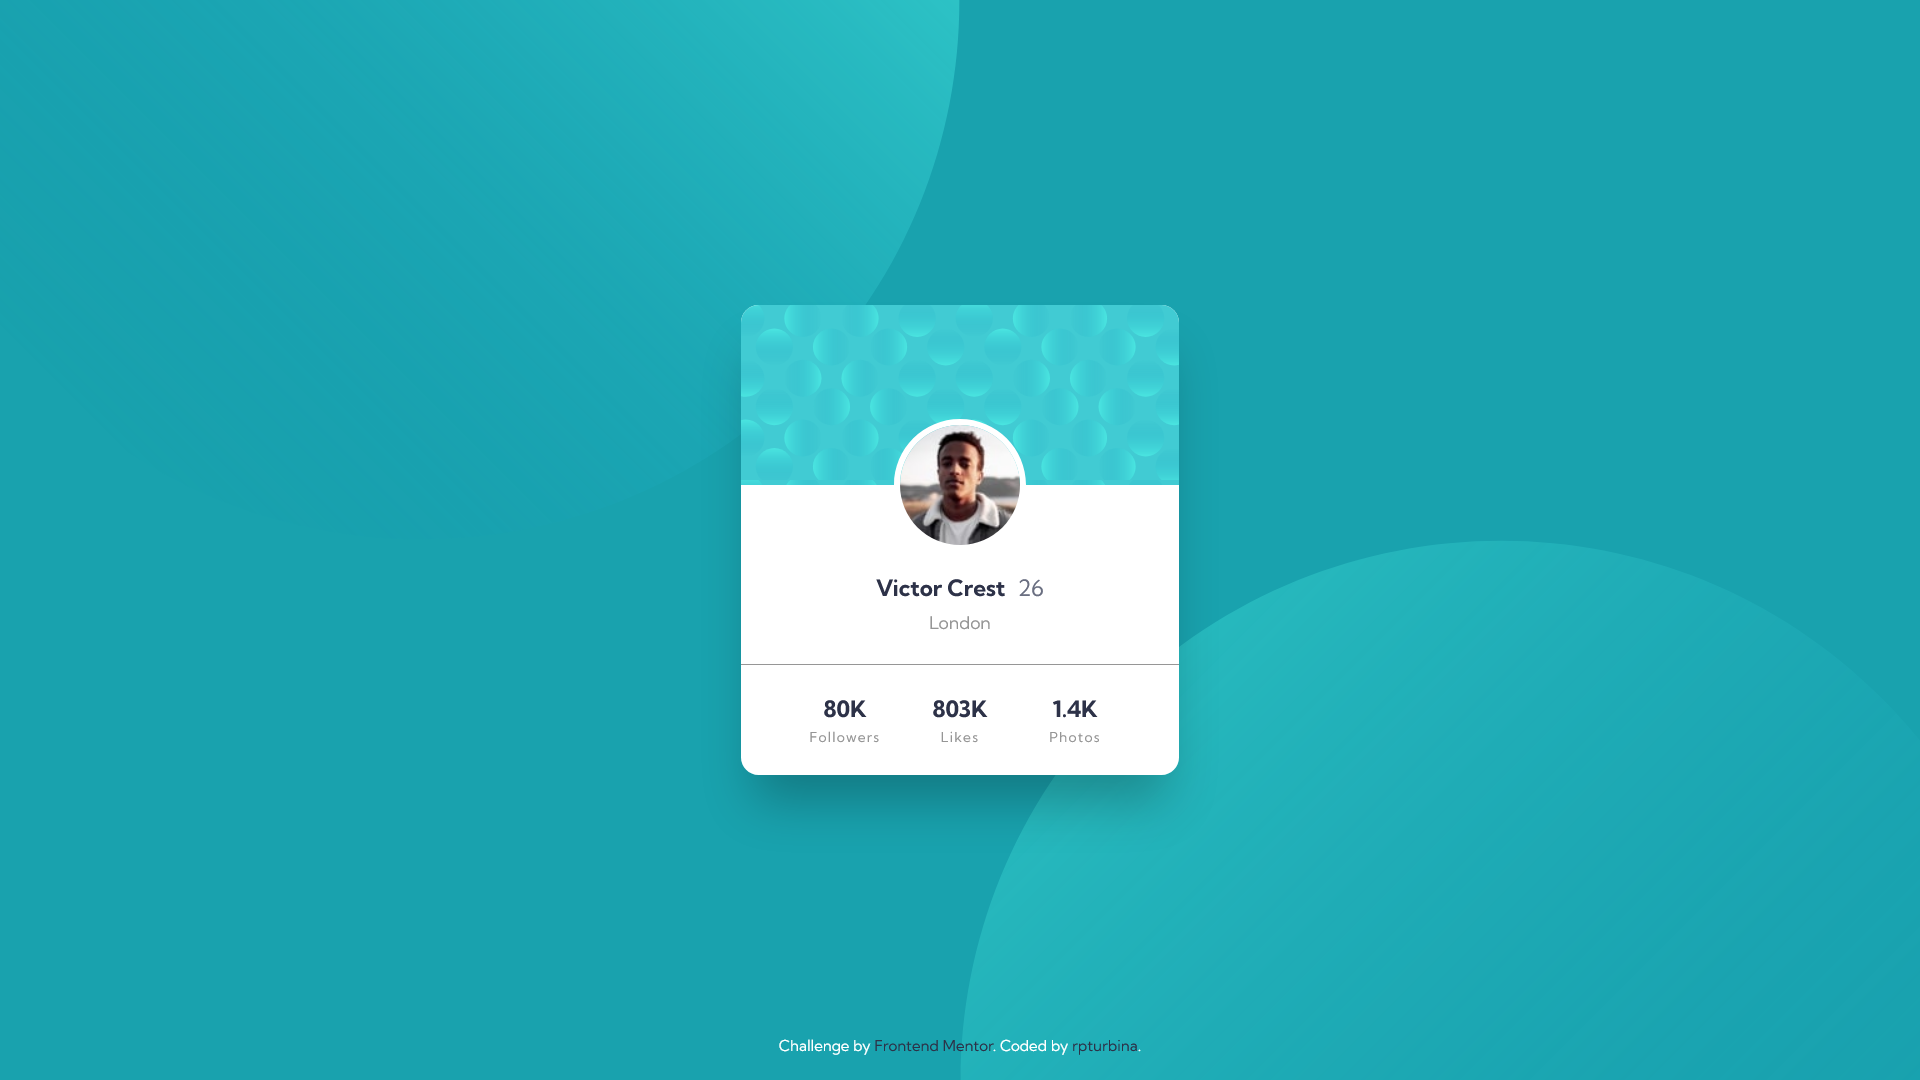 Victor Crest 26
London
80K 803K 1.4K
Followers Likes Photos
Challenge by Frontend Mentor. Coded by rpturbina.